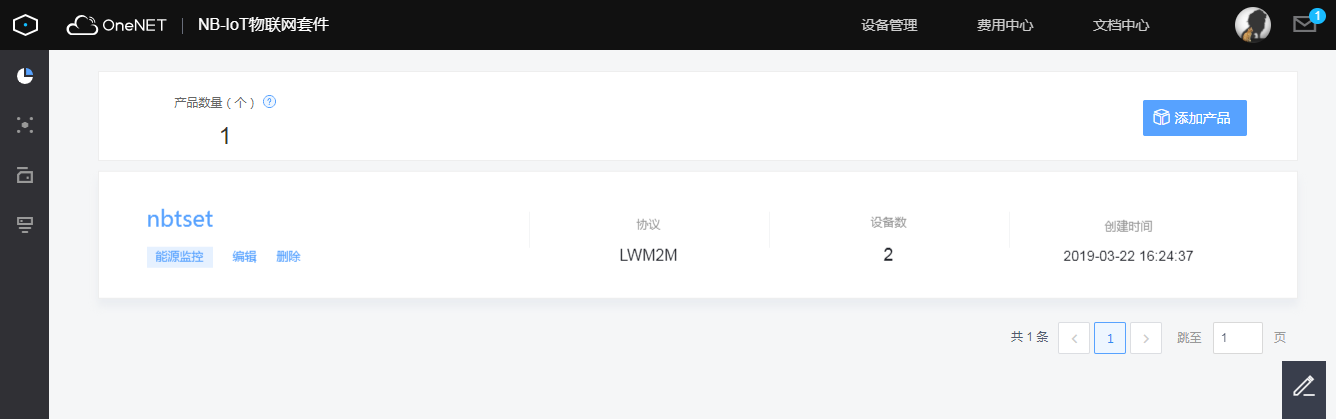 OneNET NB-IoT物联网套件 设备管理 费用中心 文档中心 1
产品数量 ( 个 ) ?
1
添加产品
nbtset
能源监控 编辑 删除
协议
LWM2M
设备数
2
创建时间
2019-03-22 16:24:37
共 1 条 < 1 > 跳至 1 页